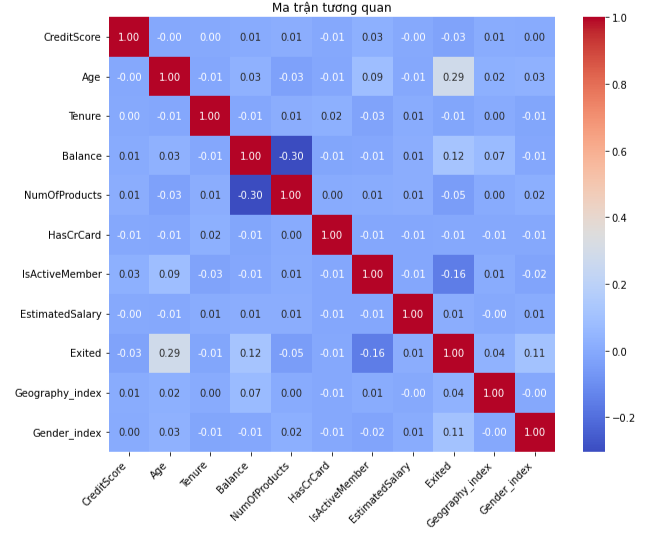 Ma trận tương quan
CreditScore 1.00 -0.00 0.00 0.01 0.01 -0.01 0.03 -0.00 -0.03 0.01 0.00
Age -0.00 1.00 -0.01 0.03 -0.03 -0.01 0.09 -0.01 0.29 0.02 0.03
Tenure 0.00 -0.01 1.00 -0.01 0.01 0.02 -0.03 0.01 -0.01 0.00 -0.01
Balance 0.01 0.03 -0.01 1.00 -0.30 -0.01 -0.01 0.01 0.12 0.07 -0.01
NumOfProducts 0.01 -0.03 0.01 -0.30 1.00 0.00 0.01 0.01 -0.05 0.00 0.02
HasCrCard -0.01 -0.01 0.02 -0.01 0.00 1.00 -0.01 -0.01 -0.01 -0.01 -0.01
IsActiveMember 0.03 0.09 -0.03 -0.01 0.01 -0.01 1.00 -0.01 -0.16 0.01 -0.02
EstimatedSalary -0.00 -0.01 0.01 0.01 0.01 -0.01 -0.01 1.00 0.01 -0.00 0.01
Exited -0.03 0.29 -0.01 0.12 -0.05 -0.01 -0.16 0.01 1.00 0.04 0.11
Geography_index 0.01 0.02 0.00 0.07 0.00 -0.01 0.01 -0.00 0.04 1.00 -0.00
Gender_index 0.00 0.03 -0.01 -0.01 0.02 -0.01 -0.02 0.01 0.11 -0.00 1.00
CreditScore Age Tenure Balance NumOfProducts HasCrCard IsActiveMember EstimatedSalary Exited Geography_index Gender_index
1.0
0.8
0.6
0.4
0.2
0.0
−0.2